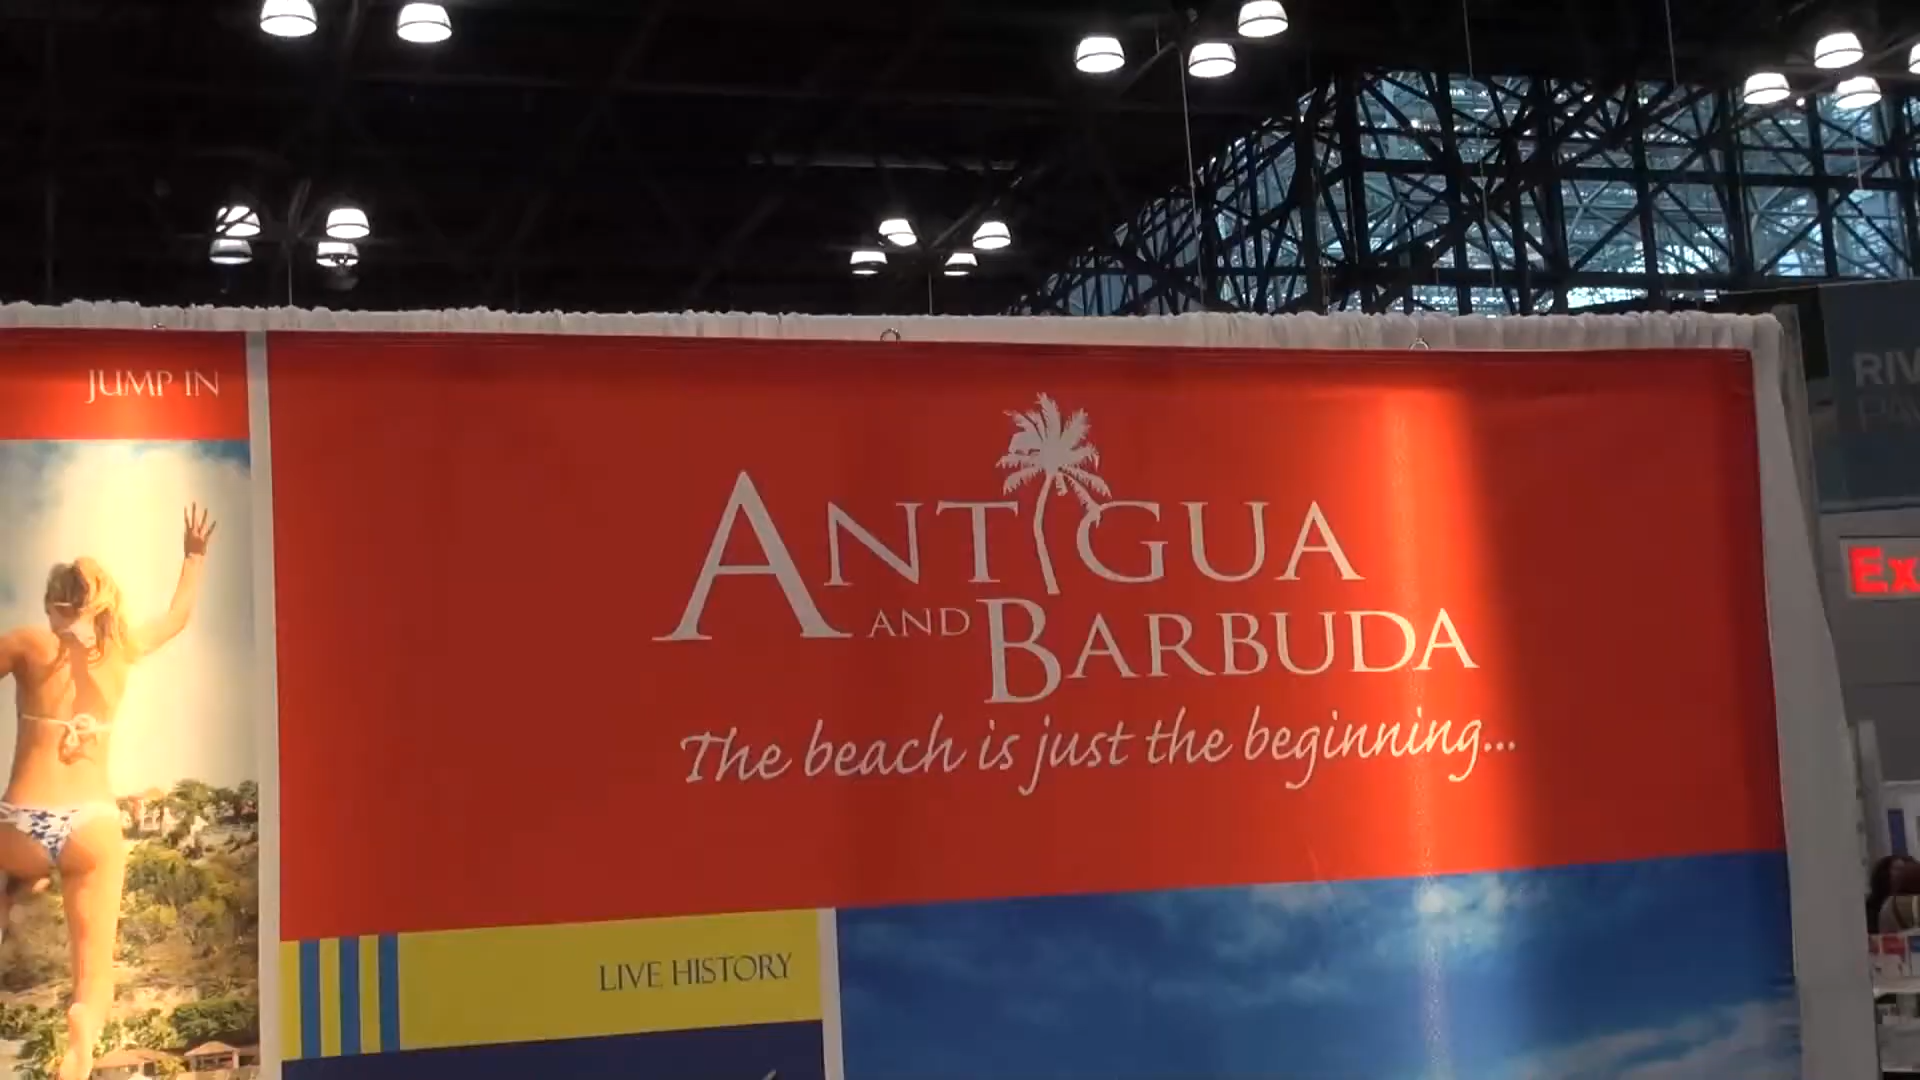 JUMP IN
ANTIGUA
AND BARBUDA
The beach is just the beginning...
LIVE HISTORY